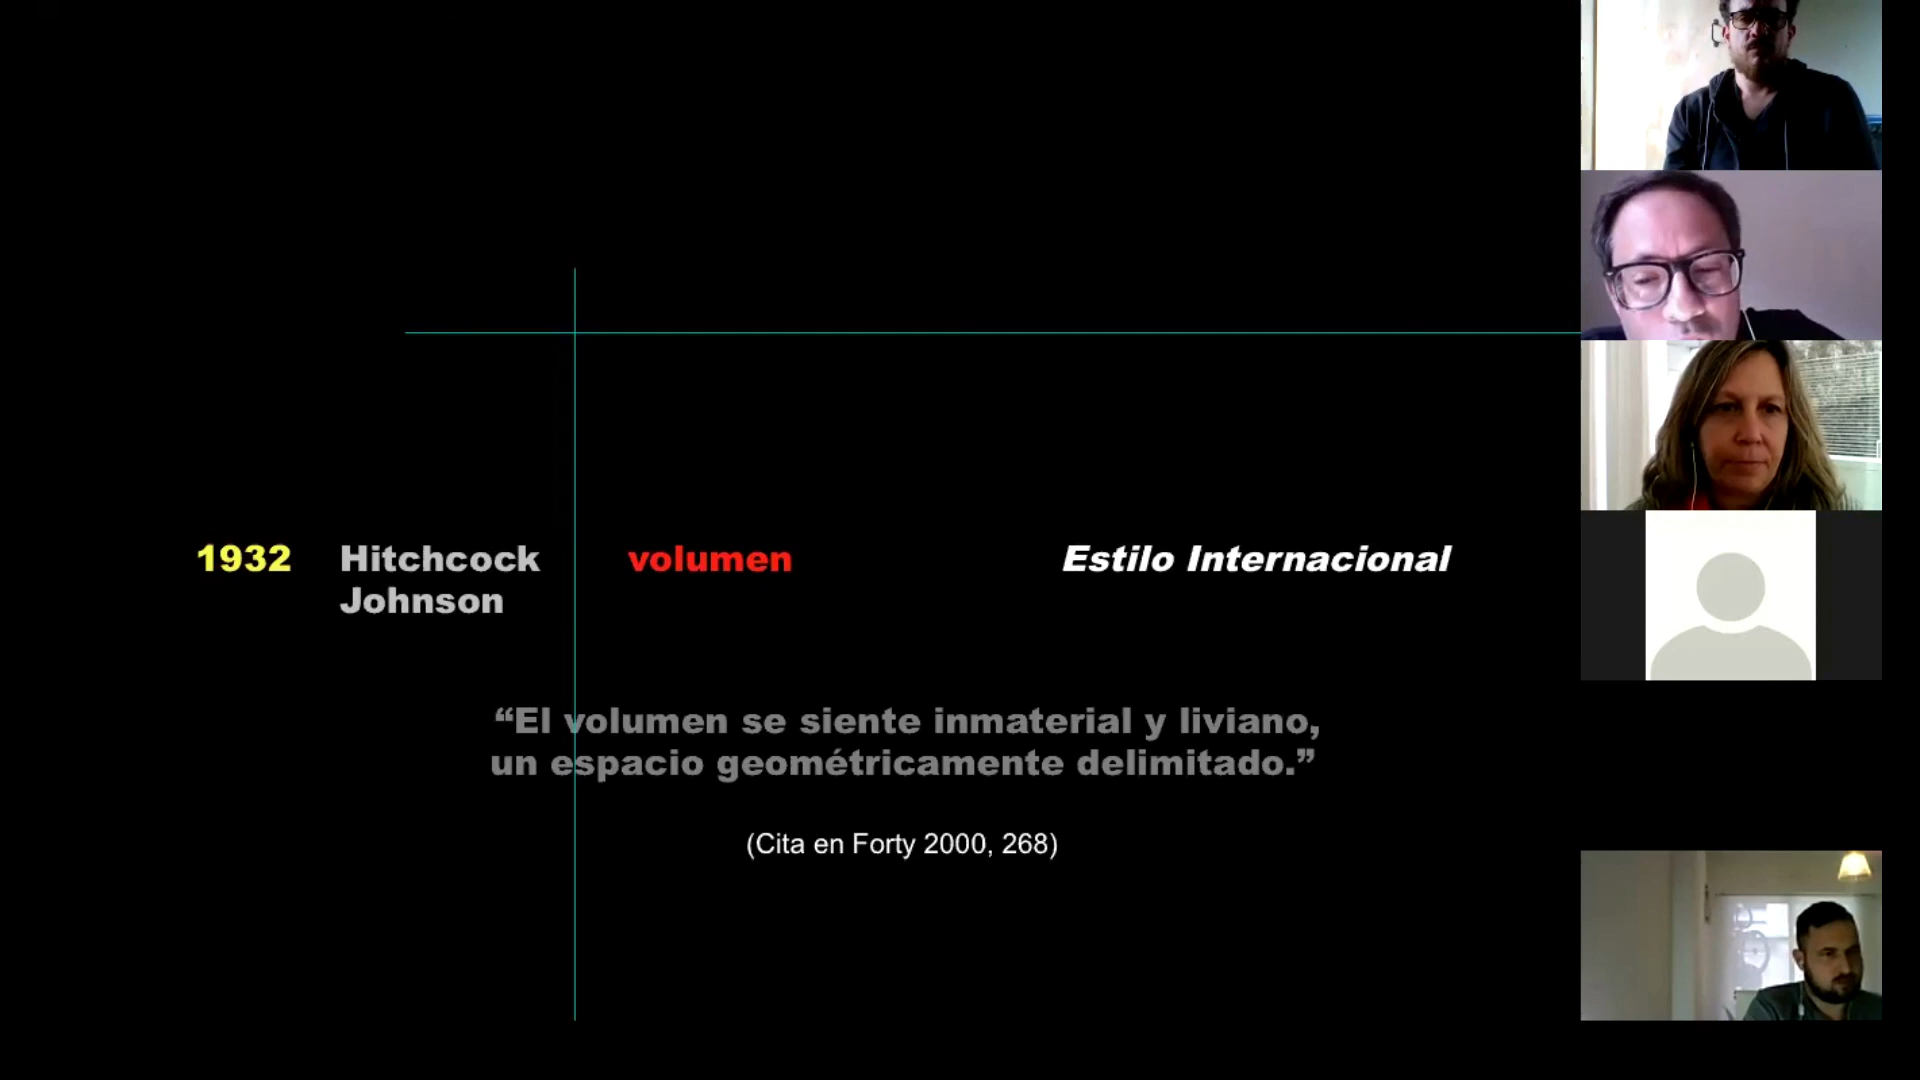 1932 Hitchcock volumen Estilo Internacional
Johnson
“El volumen se siente inmaterial y liviano,
un espacio geométricamente delimitado.”
(Cita en Forty 2000, 268)